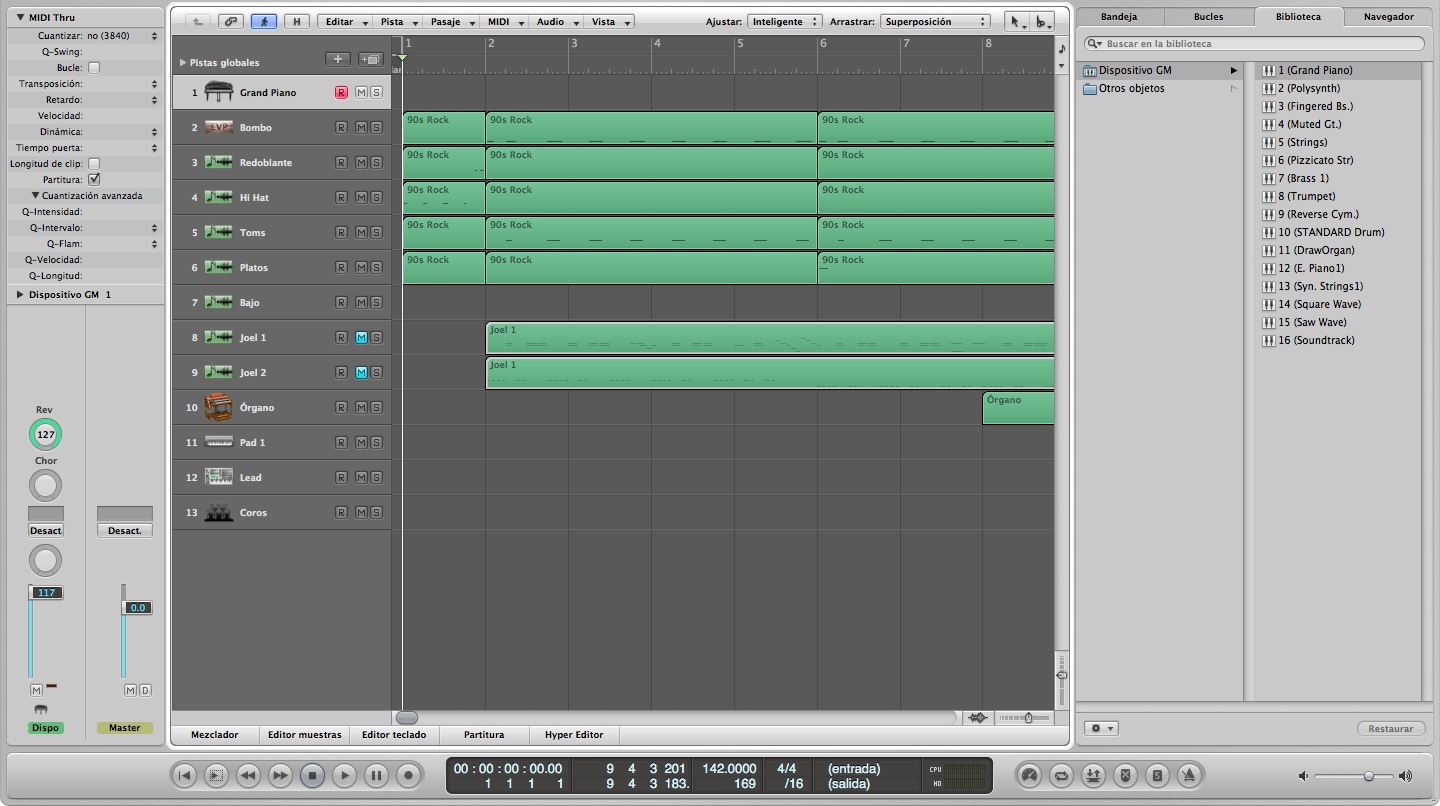 MIDI Thru
Cuantizar: no (3840)
Q-Swing:
Bucle:
Transposición:
Retardo:
Velocidad:
Dinámica:
Tiempo puerta:
Longitud de clip:
Partitura:
Cuantización avanzada
Q-Intensidad:
Q-Intervalo:
Q-Flam:
Q-Velocidad:
Q-Longitud:
Dispositivo GM 1
Rev
127
Chor
Desact
Desact.
117
0.0
M
M D
Dispo
Master
H
Editar
Pista
Pasaje
MIDI
Audio
Vista
Ajustar: Inteligente
Arrastrar: Superposición
Pistas globales
1 2 3 4 5 6 7 8
1 Grand Piano R M S
2 Bombo R M S
90s Rock 90s Rock 90s Rock
3 Redoblante R M S
90s Rock 90s Rock 90s Rock
4 Hi Hat R M S
90s Rock 90s Rock 90s Rock
5 Toms R M S
90s Rock 90s Rock 90s Rock
6 Platos R M S
90s Rock 90s Rock 90s Rock
7 Bajo R M S
8 Joel 1 R M S
Joel 1
9 Joel 2 R M S
Joel 1
10 Órgano R M S
Órgano
11 Pad 1 R M S
12 Lead R M S
13 Coros R M S
Mezclador
Editor muestras
Editor teclado
Partitura
Hyper Editor
Bandeja
Bucles
Biblioteca
Navegador
Buscar en la biblioteca
Dispositivo GM
Otros objetos
1 (Grand Piano)
2 (Polysynth)
3 (Fingered Bs.)
4 (Muted Gt.)
5 (Strings)
6 (Pizzicato Str)
7 (Brass 1)
8 (Trumpet)
9 (Reverse Cym.)
10 (STANDARD Drum)
11 (DrawOrgan)
12 (E. Piano1)
13 (Syn. Strings1)
14 (Square Wave)
15 (Saw Wave)
16 (Soundtrack)
Restaurar
00 : 00 : 00 : 00.00 9 4 3 201 142.0000 4/4 (entrada) CPU
1 1 1 1 9 4 3 183. 169 /16 (salida) HD
S